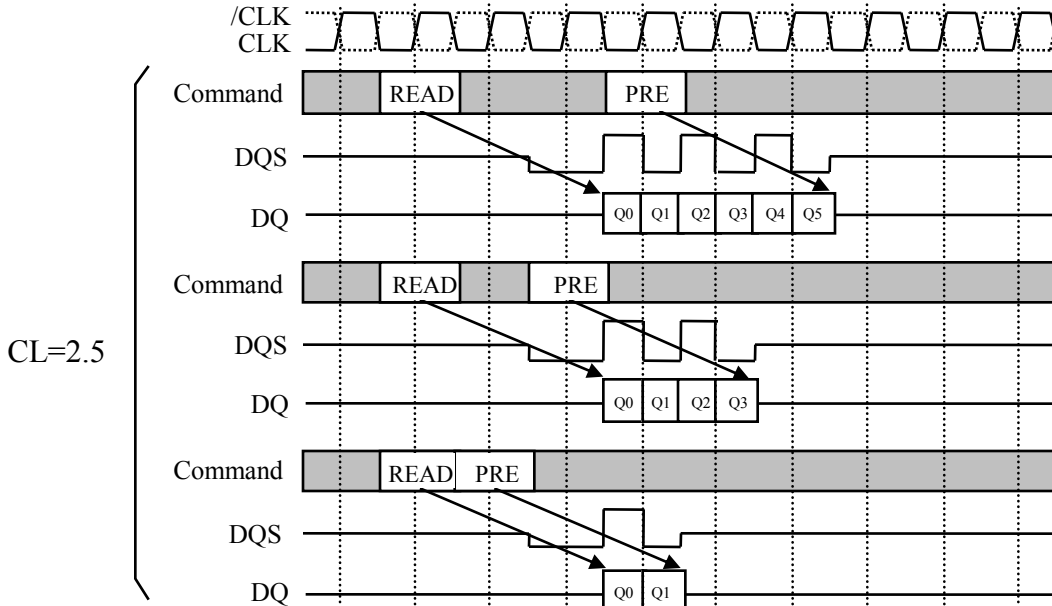 /CLK
CLK
Command READ PRE
DQS
DQ Q0 Q1 Q2 Q3 Q4 Q5
Command READ PRE
CL=2.5
DQS
DQ Q0 Q1 Q2 Q3
Command READ PRE
DQS
DQ Q0 Q1